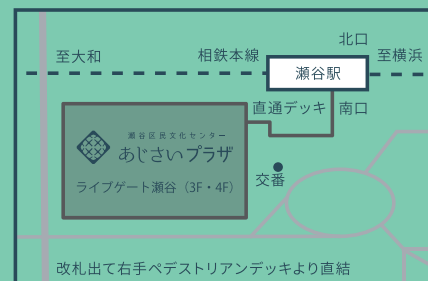 北口
至大和
相鉄本線
瀬谷駅
至横浜
直通デッキ
南口
瀬谷区民文化センター
あじさいプラザ
ライブゲート瀬谷（3F・4F）
交番
改札出て右手ペデストリアンデッキより直結